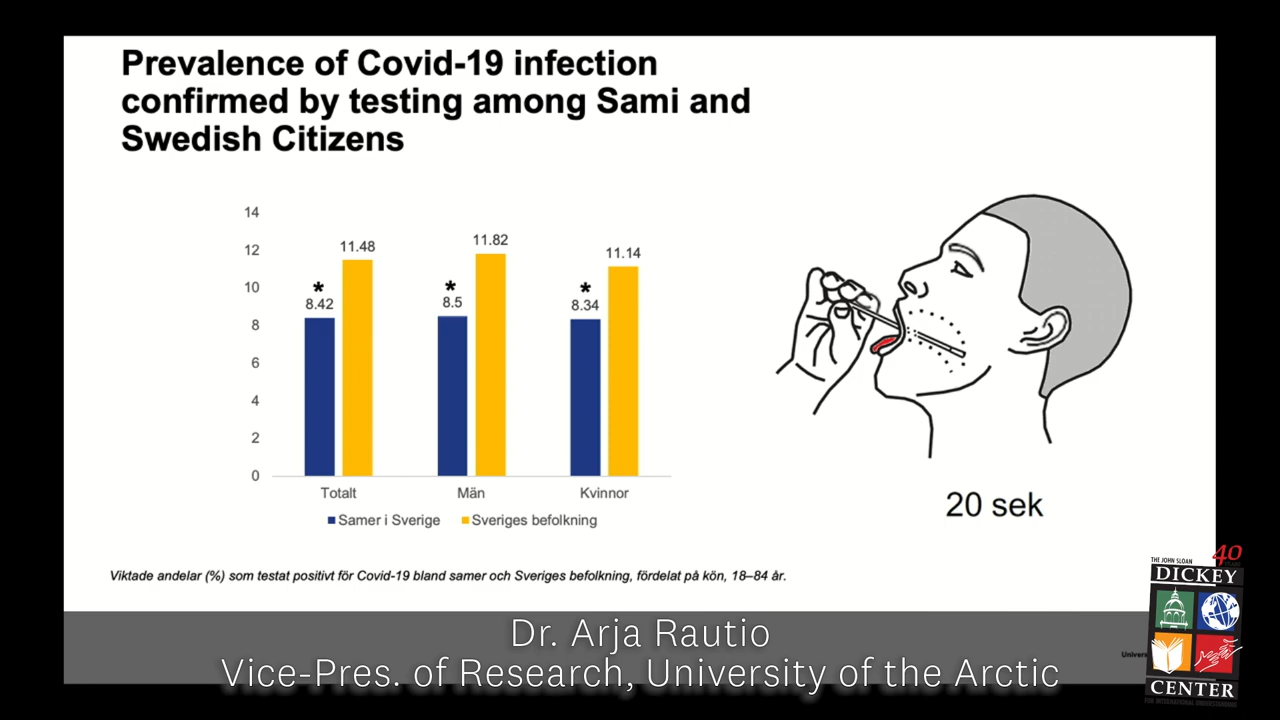 Prevalence of Covid-19 infection
confirmed by testing among Sami and
Swedish Citizens
14
12
10
8
6
4
2
0
11.48
*
8.42
11.82
*
8.5
11.14
*
8.34
Totalt
Män
Kvinnor
Samer i Sverige
Sveriges befolkning
20 sek
Viktade andelar (%) som testat positivt för Covid-19 bland samer och Sveriges befolkning, fördelat på kön, 18–84 år.
Dr. Arja Rautio
Vice-Pres. of Research, University of the Arctic
Univers
40
THE JOHN SLOAN
DICKEY
CENTER
FOR INTERNATIONAL UNDERSTANDING